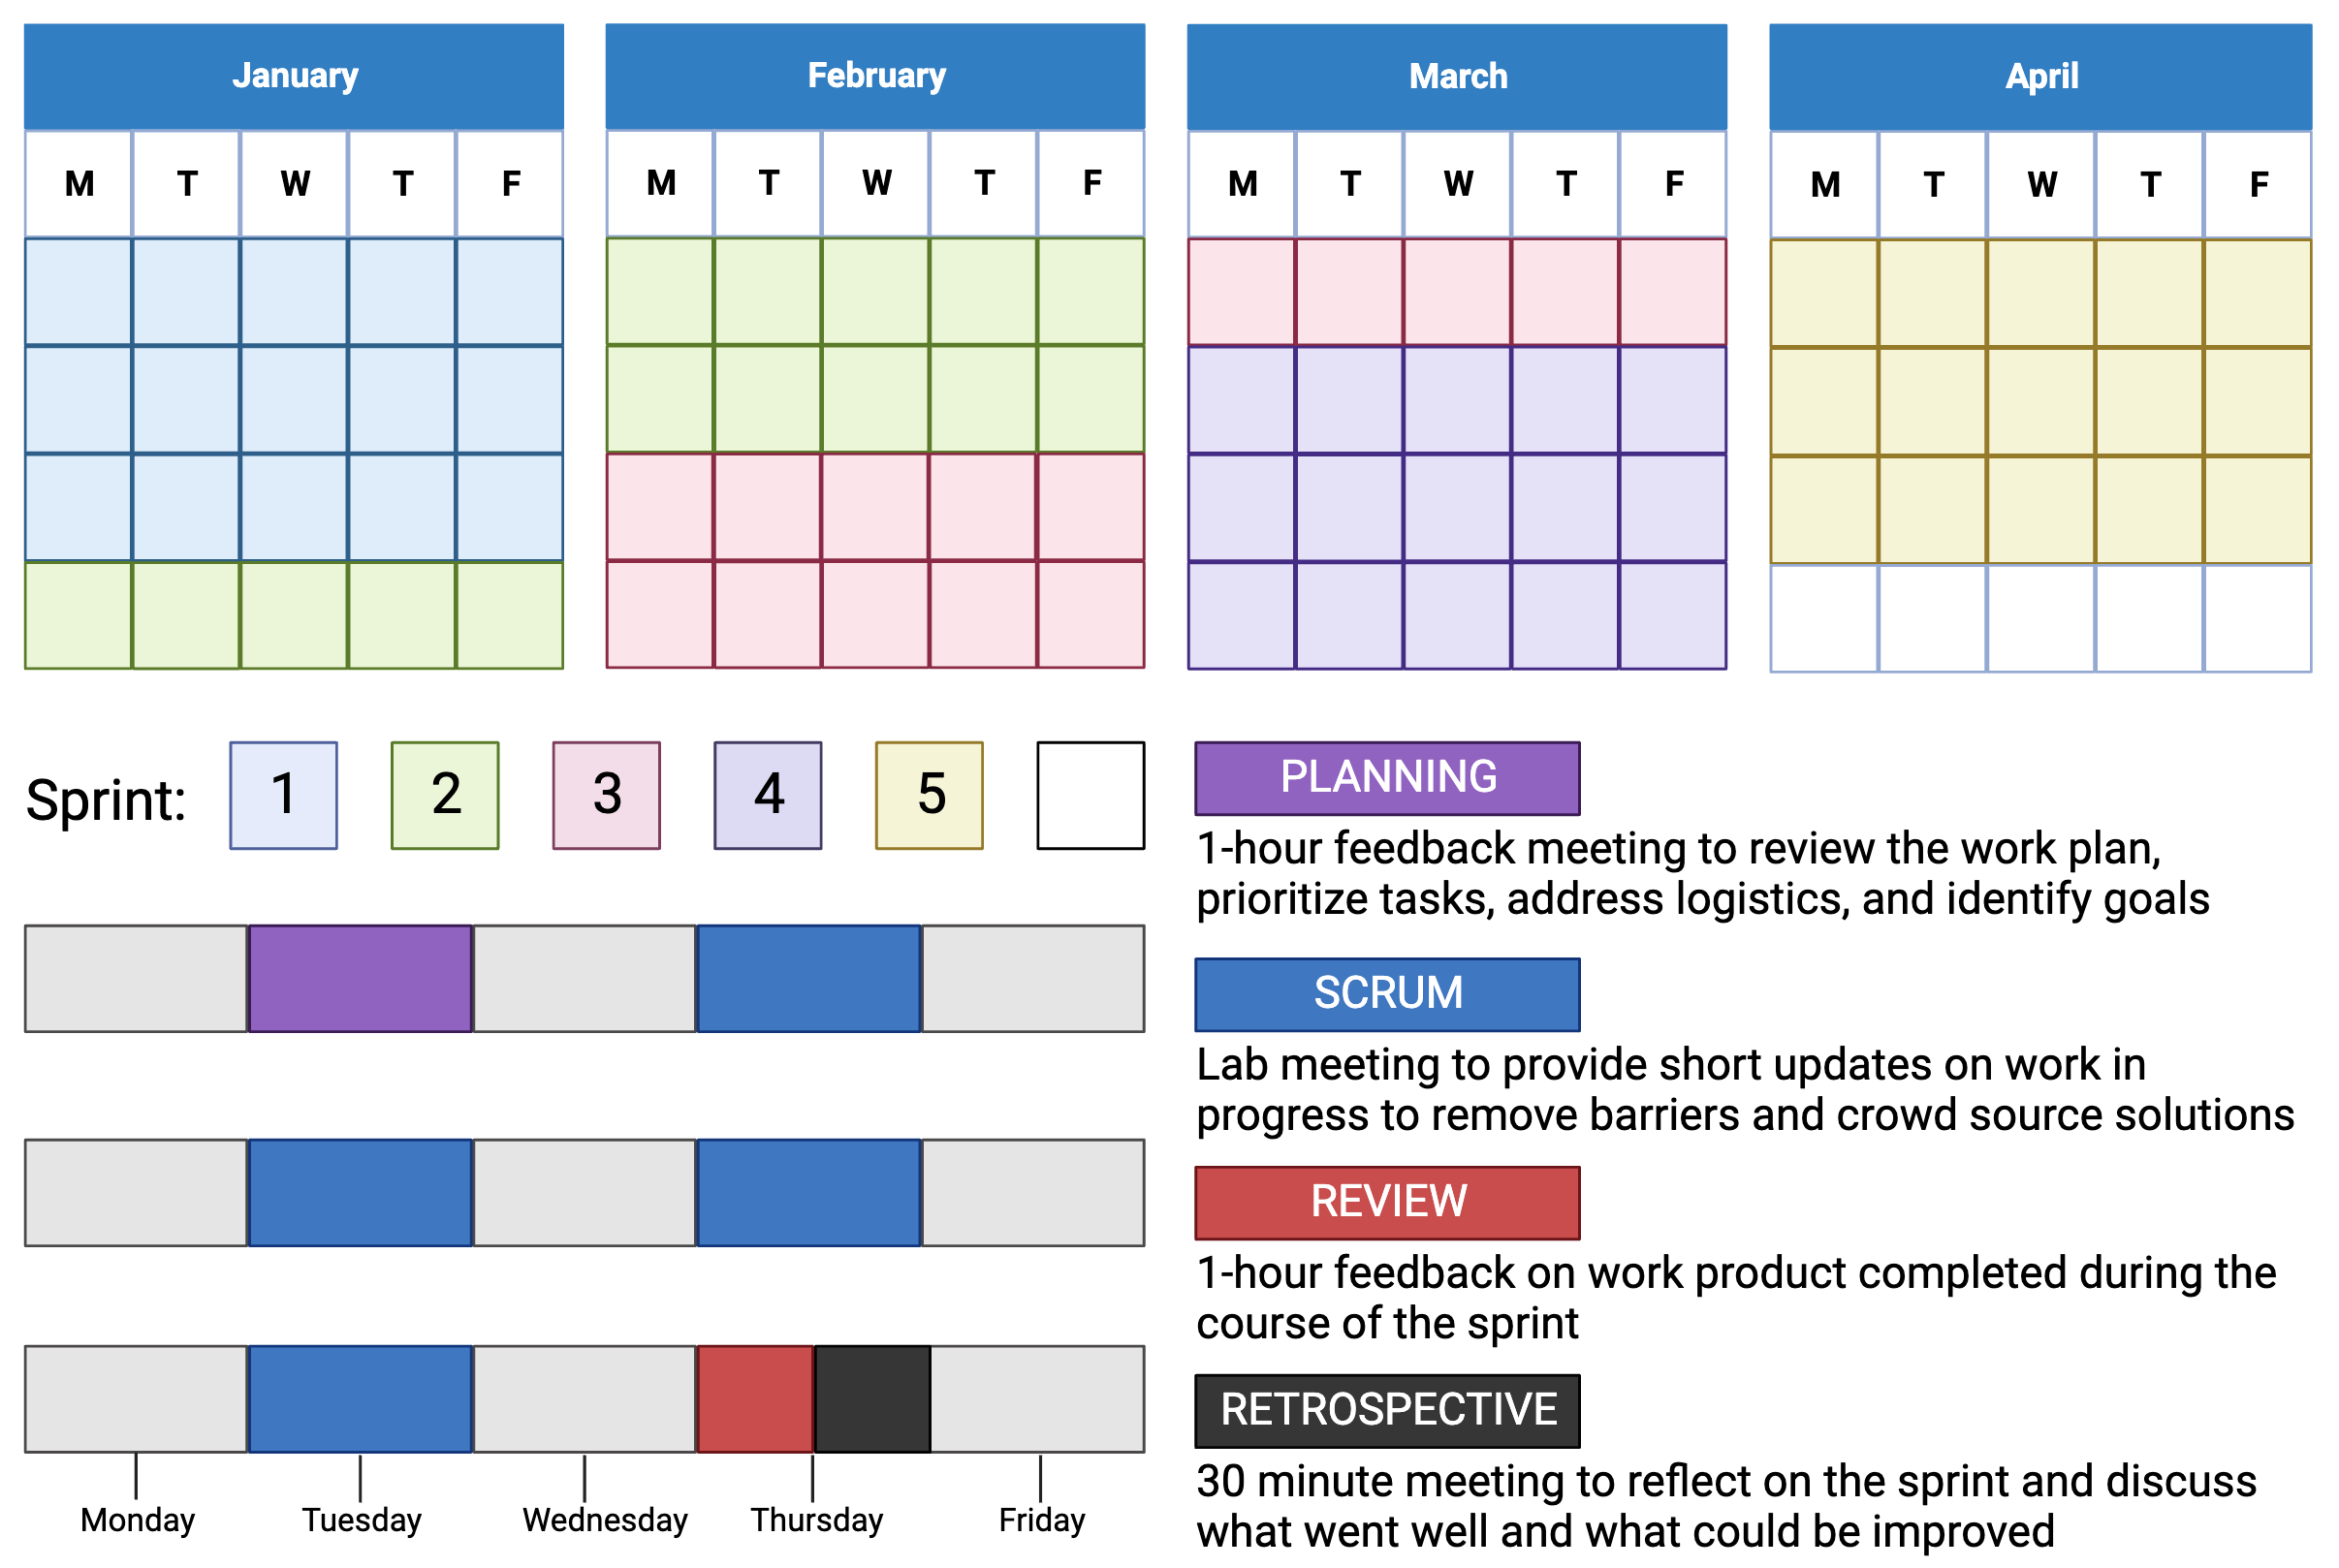 January
February
March
April
M T W T F
M T W T F
M T W T F
M T W T F
Sprint: 1 2 3 4 5
PLANNING
1-hour feedback meeting to review the work plan,
prioritize tasks, address logistics, and identify goals
SCRUM
Lab meeting to provide short updates on work in
progress to remove barriers and crowd source solutions
REVIEW
1-hour feedback on work product completed during the
course of the sprint
RETROSPECTIVE
30 minute meeting to reflect on the sprint and discuss
what went well and what could be improved
Monday Tuesday Wednesday Thursday Friday